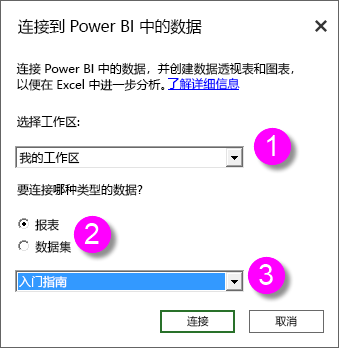 连接到 Power BI 中的数据
连接 Power BI 中的数据，并创建数据透视表和图表，
以便在 Excel 中进一步分析。了解详细信息
选择工作区:
我的工作区
1
要连接哪种类型的数据?
报表
2
数据集
入门指南
3
连接
取消